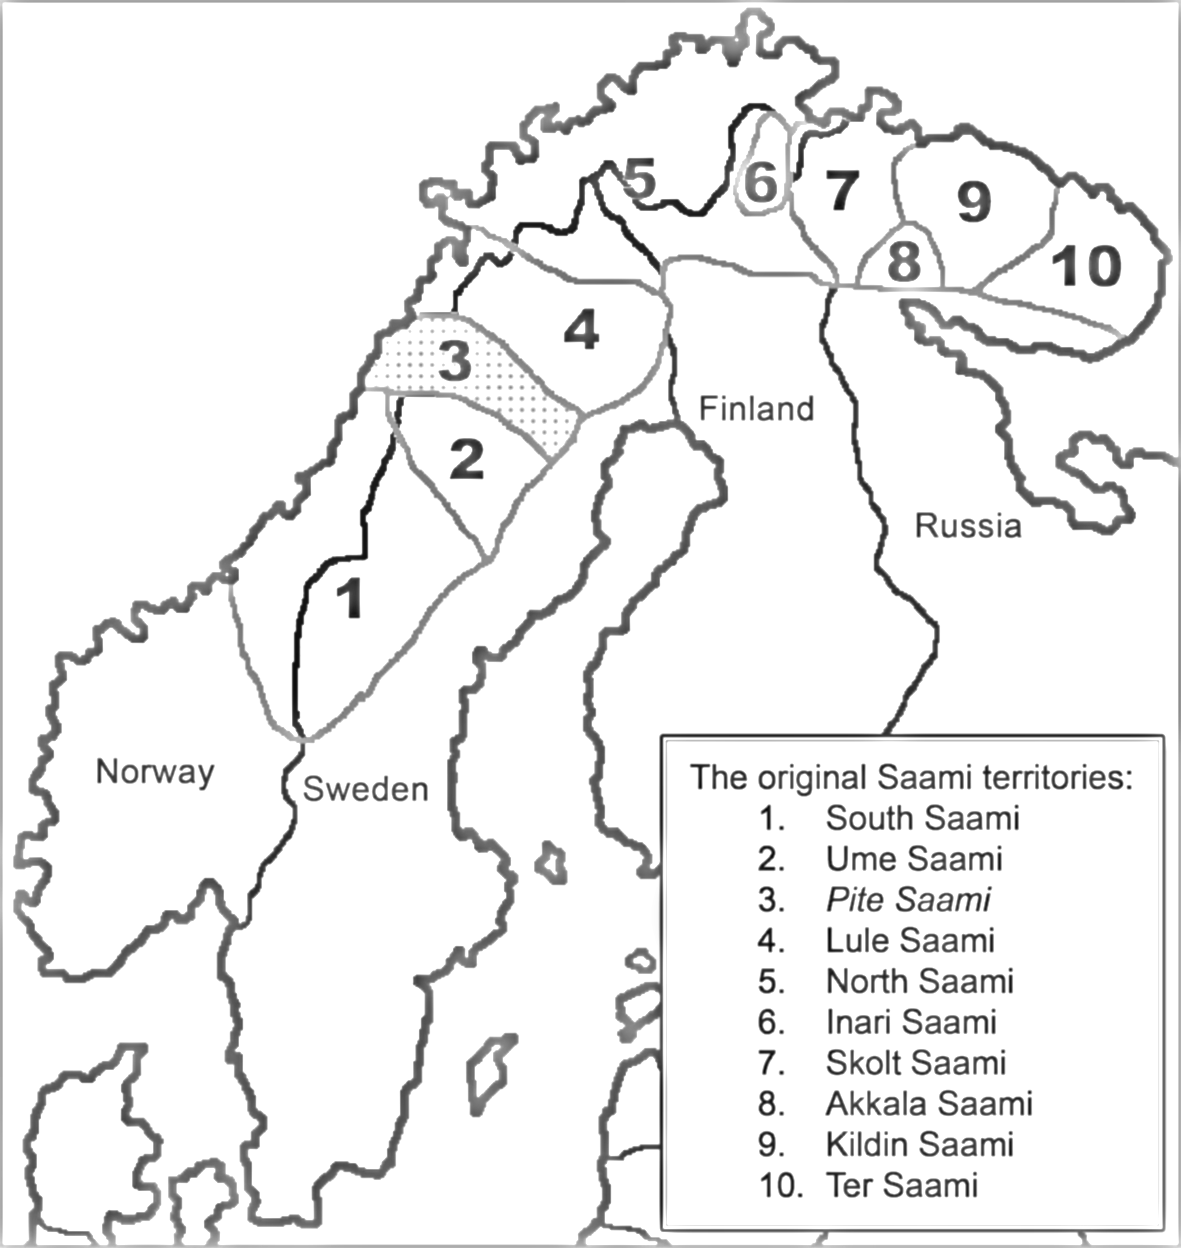 5
6
7
9
8
10
4
3
Finland
2
Russia
1
Norway
Sweden
The original Saami territories:
1. South Saami
2. Ume Saami
3. Pite Saami
4. Lule Saami
5. North Saami
6. Inari Saami
7. Skolt Saami
8. Akkala Saami
9. Kildin Saami
10. Ter Saami